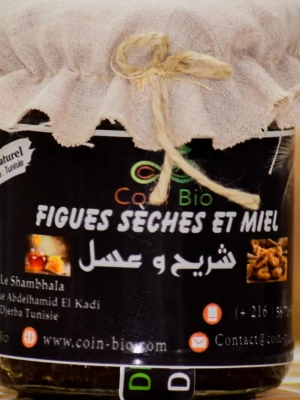 Naturel
Tunisie
Coin Bio
FIGUES SÈCHES ET MIEL
شريح و عسل
Le Shambhala
Abdelhamid El Kadi
Djerba Tunisie
(+ 216)
Bio
www.coin-bio.com
Contact@coin-
D
D